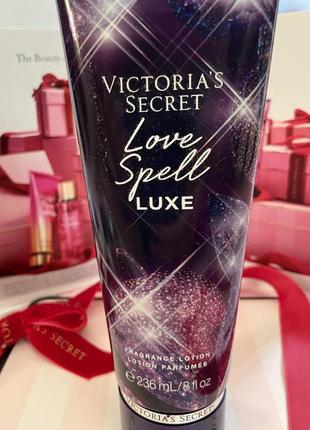 The Beauty
VICTORIA'S
SECRET
Love
Spell
LUXE
FRAGRANCE LOTION
LOTION PARFUMÉE
℮ 236 mL/8 fl oz
VICTORIA'S SECRET
A'S SECRET